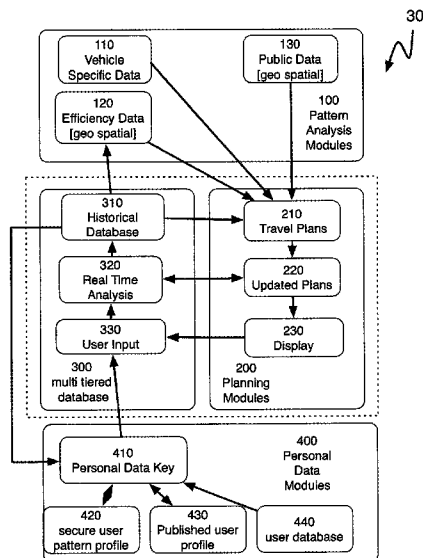 30
110
Vehicle
Specific Data
130
Public Data
[geo spatial]
120
Efficiency Data
[geo spatial}
100
Pattern
Analysis
Modules
310
Historical
Database
210
Travel Plans
320
Real Time
Analysis
220
Updated Plans
330
User Input
230
Display
300
multi tiered
database
200
Planning
Modules
410
Personal Data Key
400
Personal
Data
Modules
420
secure user
pattern profile
430
Published user
profile
440
user database